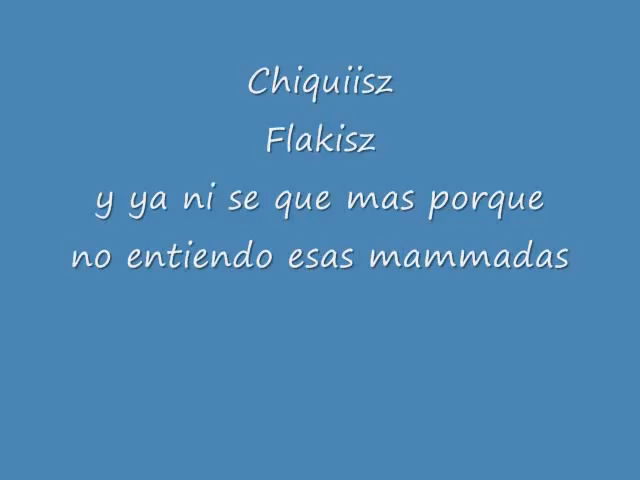 Chiquiisz
Flakisz
y ya ni se que mas porque
no entiendo esas mammadas